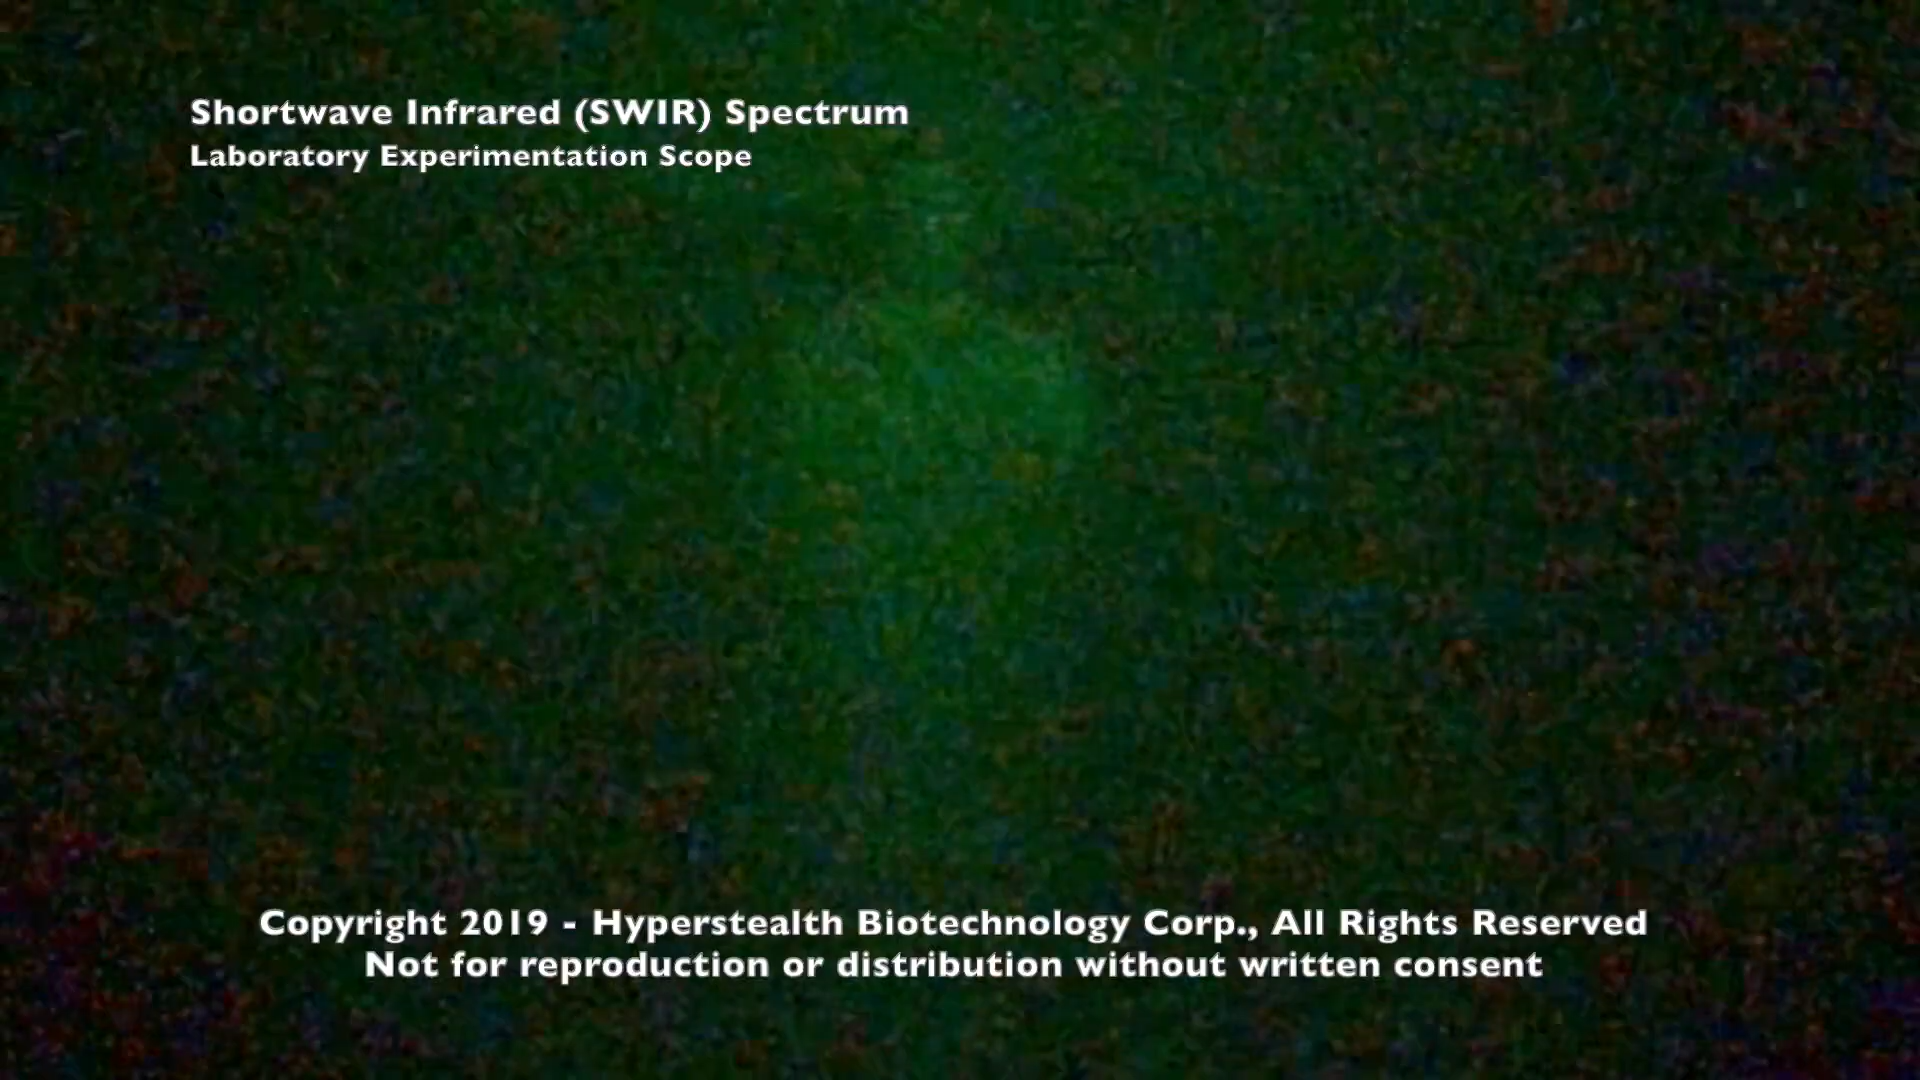 Shortwave Infrared (SWIR) Spectrum
Laboratory Experimentation Scope
Copyright 2019 - Hyperstealth Biotechnology Corp., All Rights Reserved
Not for reproduction or distribution without written consent